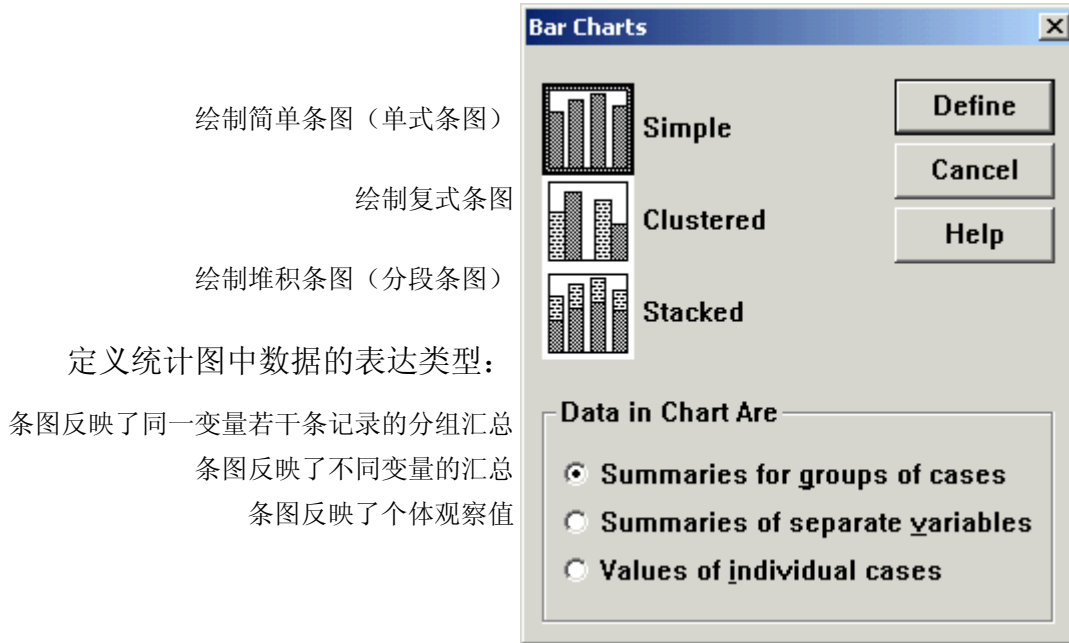 Bar Charts
绘制简单条图（单式条图）
Simple
Define
Cancel
绘制复式条图
Clustered
Help
绘制堆积条图（分段条图）
Stacked
定义统计图中数据的表达类型：
Data in Chart Are
条图反映了同一变量若干条记录的分组汇总
Summaries for groups of cases
条图反映了不同变量的汇总
Summaries of separate variables
条图反映了个体观察值
Values of individual cases